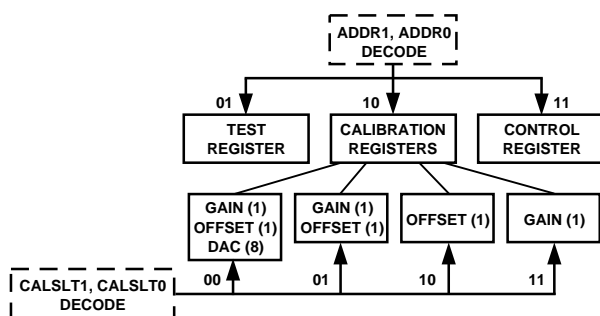 ADDR1, ADDR0
DECODE
01
10
11
TEST
REGISTER
CALIBRATION
REGISTERS
CONTROL
REGISTER
GAIN (1)
OFFSET (1)
DAC (8)
GAIN (1)
OFFSET (1)
OFFSET (1)
GAIN (1)
CALSLT1, CALSLT0
DECODE
00
01
10
11